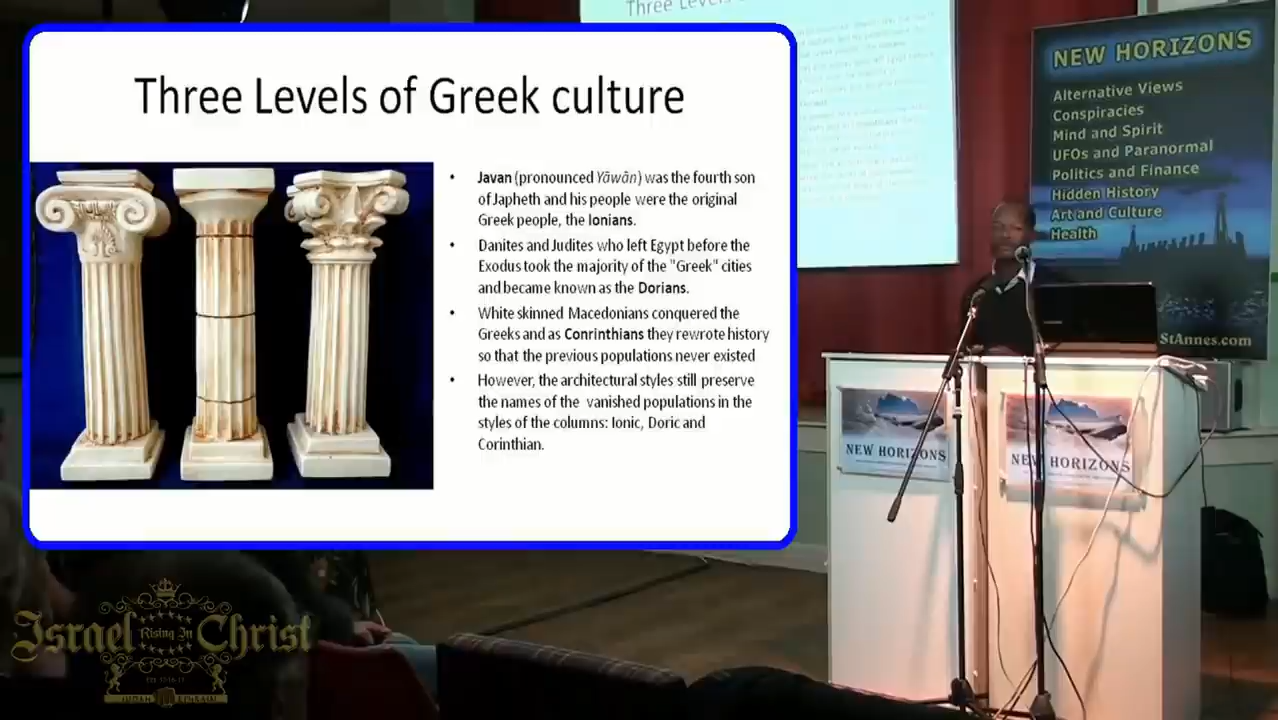 Three Levels of Greek culture
• Javan (pronounced Yāwān) was the fourth son
of Japheth and his people were the original
Greek people, the Ionians.
• Danites and Judites who left Egypt before the
Exodus took the majority of the "Greek" cities
and became known as the Dorians.
• White skinned Macedonians conquered the
Greeks and as Conrinthians they rewrote history
so that the previous populations never existed
• However, the architectural styles still preserve
the names of the vanished populations in the
styles of the columns: Ionic, Doric and
Corinthian.
Three Levels
NEW HORIZONS
Alternative Views
Conspiracies
Mind and Spirit
UFOs and Paranormal
Politics and Finance
Hidden History
Art and Culture
Health
StAnnes.com
NEW HORIZONS
NEW HORIZONS
Israel Rising In Christ
JUDAH EPHRAIM